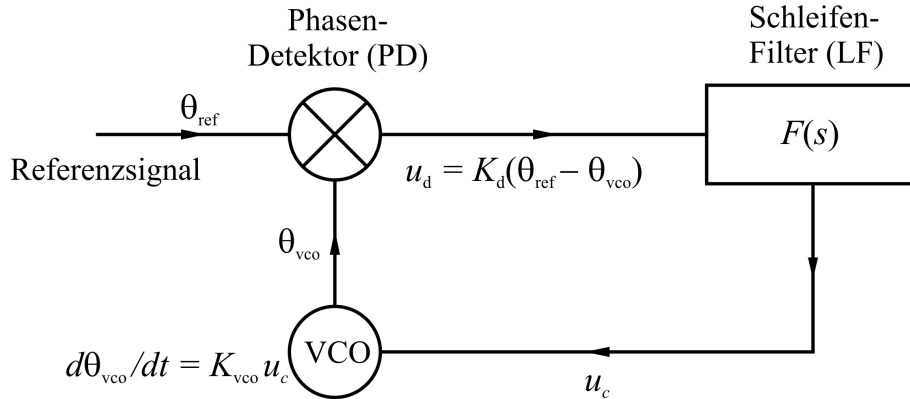 Phasen-
Detektor (PD)
Schleifen-
Filter (LF)
θref
F(s)
Referenzsignal
ud = Kd(θref − θvco)
θvco
dθvco/dt = Kvco uc
VCO
uc